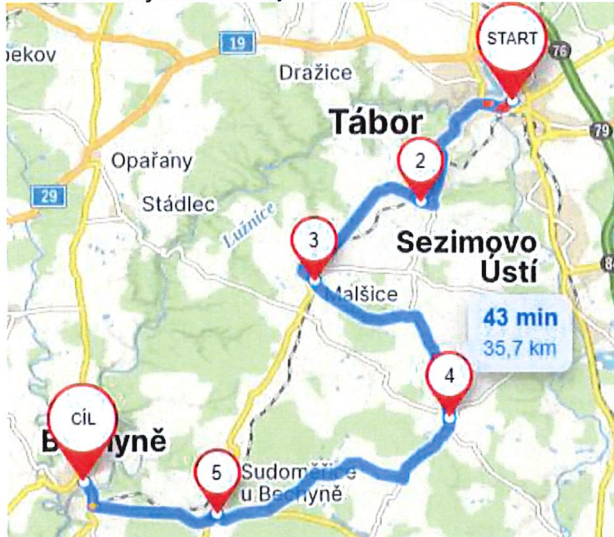 START
76
19
Dražice
Tábor
79
2
Opařany
29
Stádlec
Lužnice
3
Sezimovo
Ústí
Malšice
43 min
35,7 km
4
CÍL
5
Sudoměřice
u Bechyně